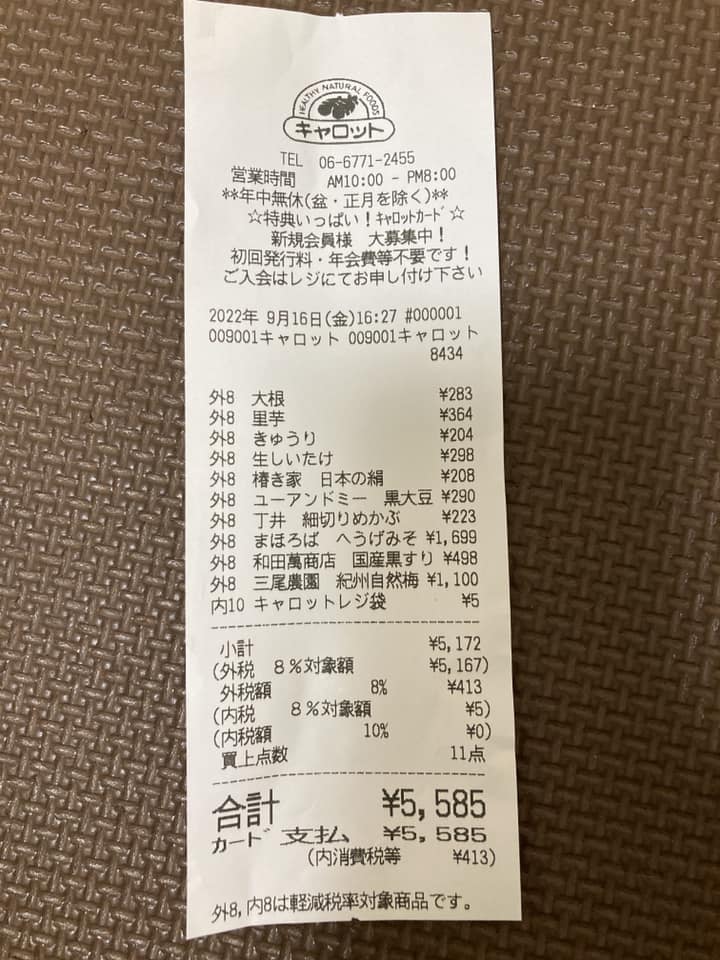 HEALTHY NATURAL FOODS
キャロット
TEL 06-6771-2455
営業時間 AM10:00 - PM8:00
**年中無休(盆・正月を除く)**
☆特典いっぱい！ｷｬﾛｯﾄｶｰﾄﾞ☆
新規会員様 大募集中！
初回発行料・年会費等不要です！
ご入会はレジにてお申し付け下さい
2022年 9月16日(金)16:27 #000001
009001キャロット 009001キャロット
8434
外8 大根 ¥283
外8 里芋 ¥364
外8 きゅうり ¥204
外8 生しいたけ ¥298
外8 椿き家 日本の絹 ¥208
外8 ユーアンドミー 黒大豆 ¥290
外8 丁井 細切りめかぶ ¥223
外8 まほろば へうげみそ ¥1,699
外8 和田萬商店 国産黒すり ¥498
外8 三尾農園 紀州自然梅 ¥1,100
内10 キャロットレジ袋 ¥5
小計 ¥5,172
(外税 8%対象額 ¥5,167)
外税額 8% ¥413
(内税 8%対象額 ¥5)
(内税額 10% ¥0)
買上点数 11点
合計 ¥5,585
カード 支払 ¥5,585
(内消費税等 ¥413)
外8,内8は軽減税率対象商品です。